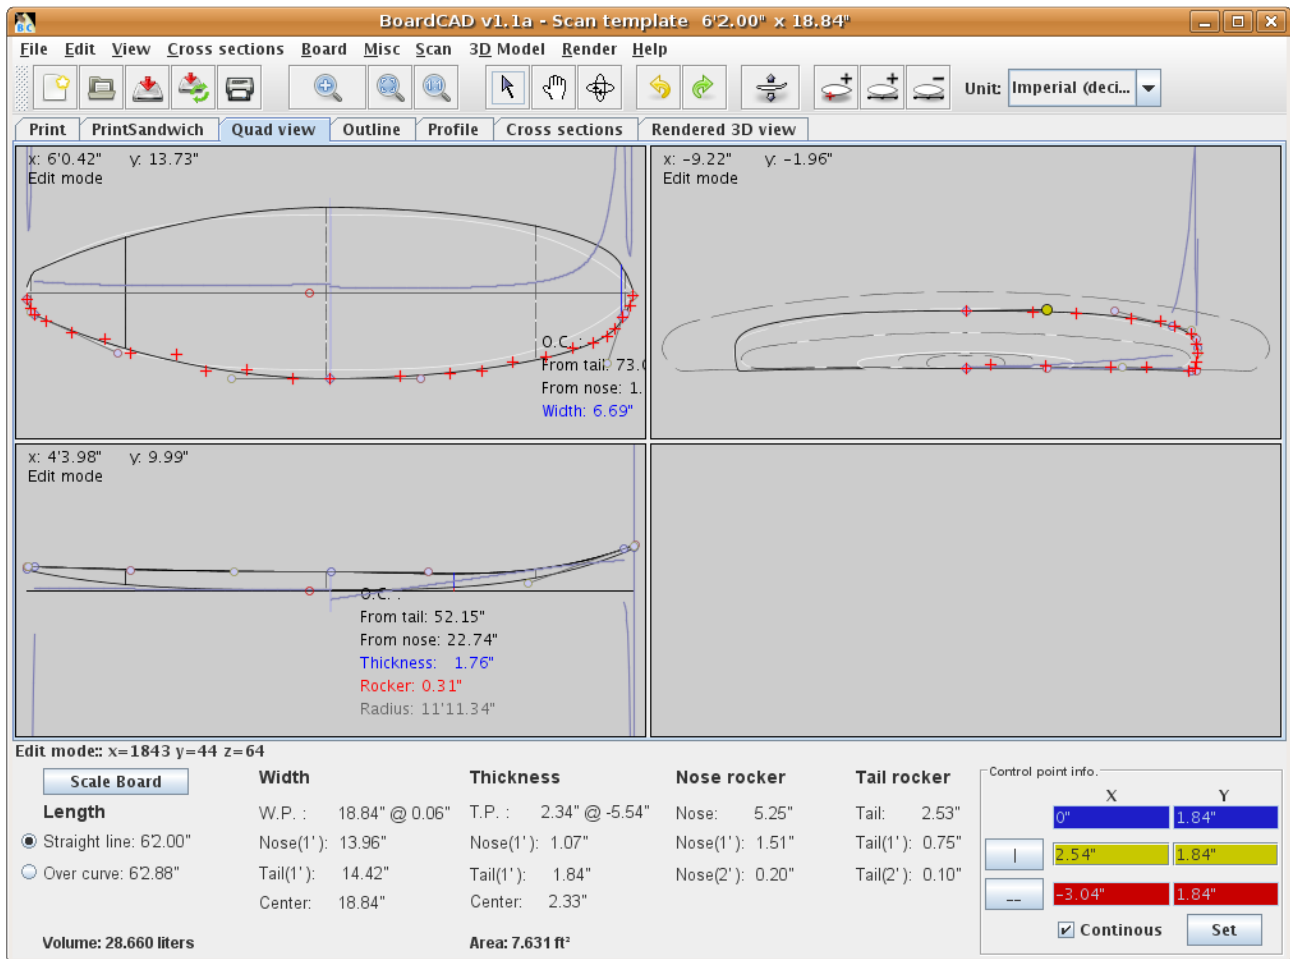 BoardCAD v1.1a - Scan template 6'2.00" x 18.84"
File Edit View Cross sections Board Misc Scan 3D Model Render Help
Unit: Imperial (deci...
Print PrintSandwich Quad view Outline Profile Cross sections Rendered 3D view
x: 6'0.42" y: 13.73"
Edit mode
O.C. :
From tail: 73.0
From nose: 1.
Width: 6.69"
x: -9.22" y: -1.96"
Edit mode
x: 4'3.98" y: 9.99"
Edit mode
O.C. :
From tail: 52.15"
From nose: 22.74"
Thickness: 1.76"
Rocker: 0.31"
Radius: 11'11.34"
Edit mode:: x=1843 y=44 z=64
Scale Board
Length
Straight line: 6'2.00"
Over curve: 6'2.88"
Volume: 28.660 liters
Width
W.P. : 18.84" @ 0.06"
Nose(1'): 13.96"
Tail(1'): 14.42"
Center: 18.84"
Thickness
T.P. : 2.34" @ -5.54"
Nose(1'): 1.07"
Tail(1'): 1.84"
Center: 2.33"
Area: 7.631 ft²
Nose rocker
Nose: 5.25"
Nose(1'): 1.51"
Nose(2'): 0.20"
Tail rocker
Tail: 2.53"
Tail(1'): 0.75"
Tail(2'): 0.10"
Control point info.
X Y
0" 1.84"
| 2.54" 1.84"
-- -3.04" 1.84"
Continous Set